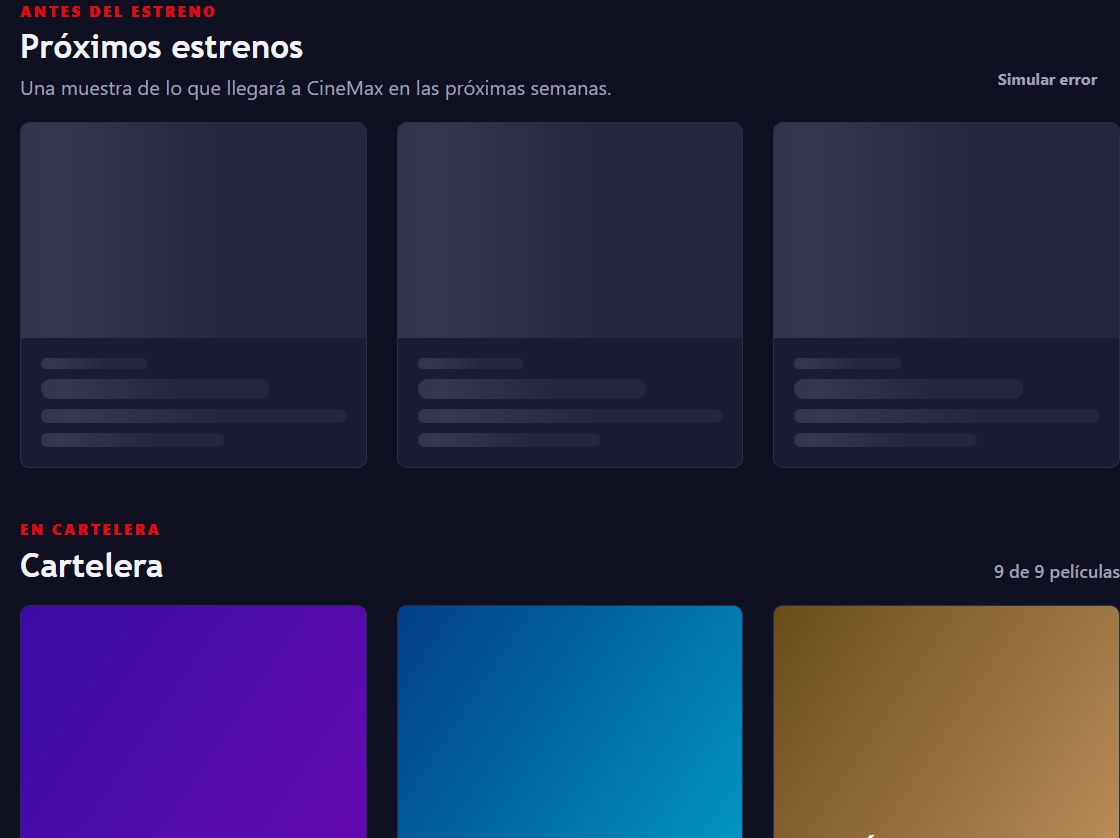 ANTES DEL ESTRENO
Próximos estrenos
Una muestra de lo que llegará a CineMax en las próximas semanas.
Simular error
EN CARTELERA
Cartelera
9 de 9 películas